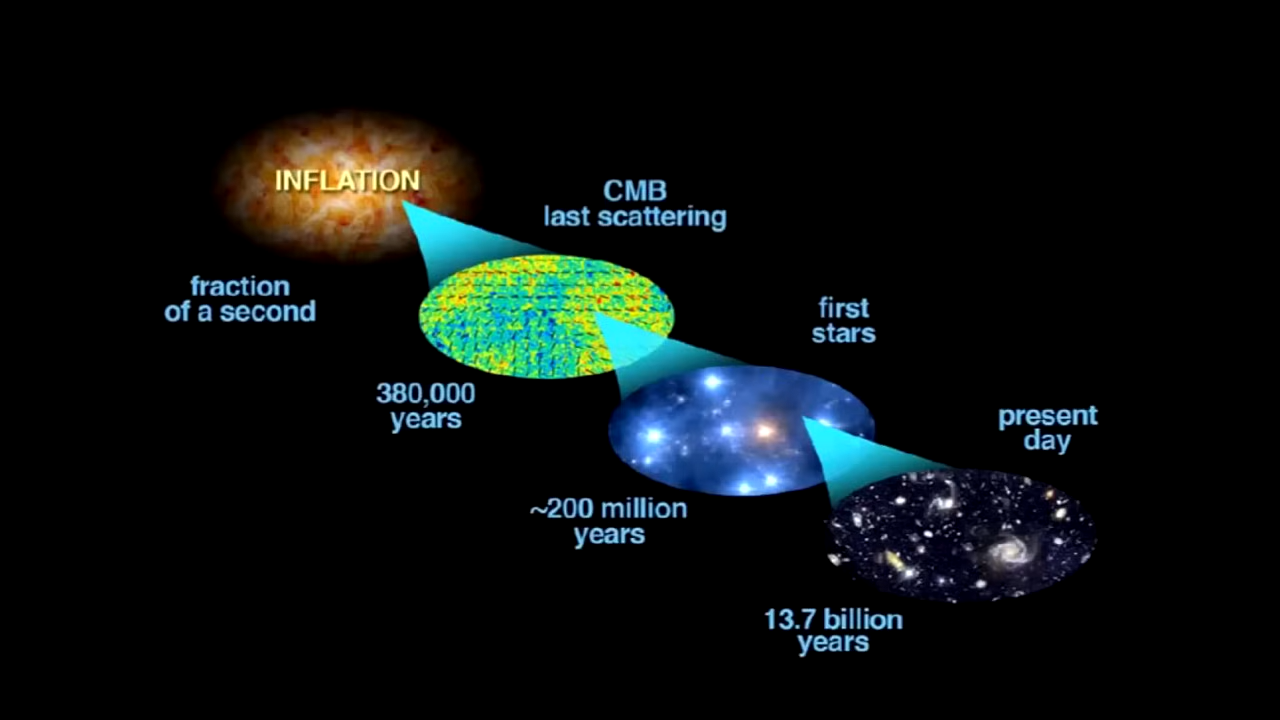 INFLATION
fraction
of a second
CMB
last scattering
380,000
years
first
stars
~200 million
years
present
day
13.7 billion
years